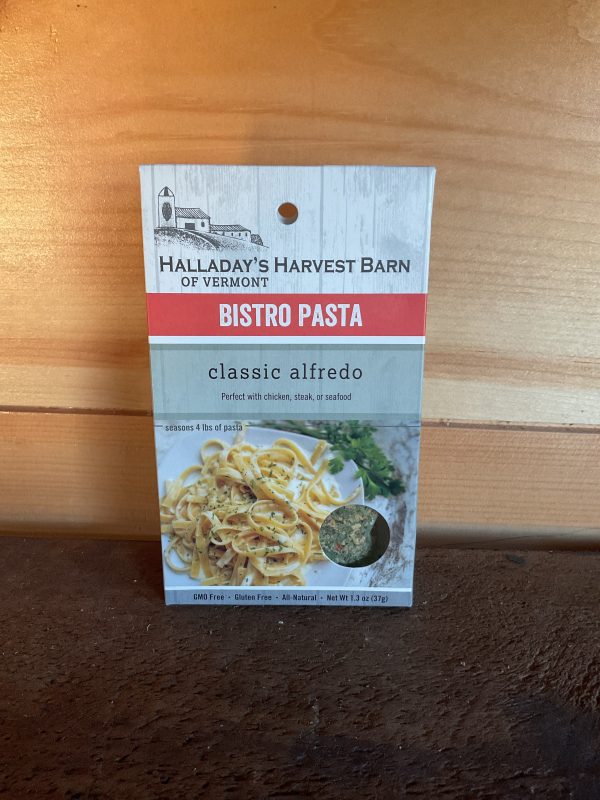 HALLADAY'S HARVEST BARN
OF VERMONT
BISTRO PASTA
classic alfredo
Perfect with chicken, steak, or seafood
seasons 4 lbs of pasta
GMO Free • Gluten Free • All-Natural • Net Wt 1.3 oz (37g)